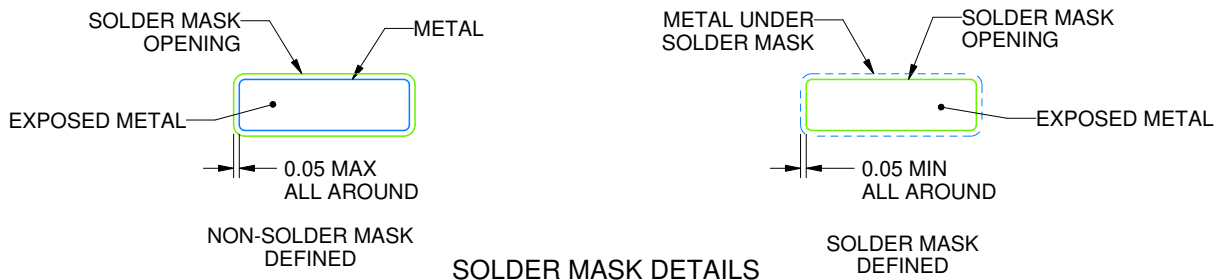 SOLDER MASK
OPENING
METAL
EXPOSED METAL
0.05 MAX
ALL AROUND
NON-SOLDER MASK
DEFINED
METAL UNDER
SOLDER MASK
SOLDER MASK
OPENING
EXPOSED METAL
0.05 MIN
ALL AROUND
SOLDER MASK
DEFINED
SOLDER MASK DETAILS